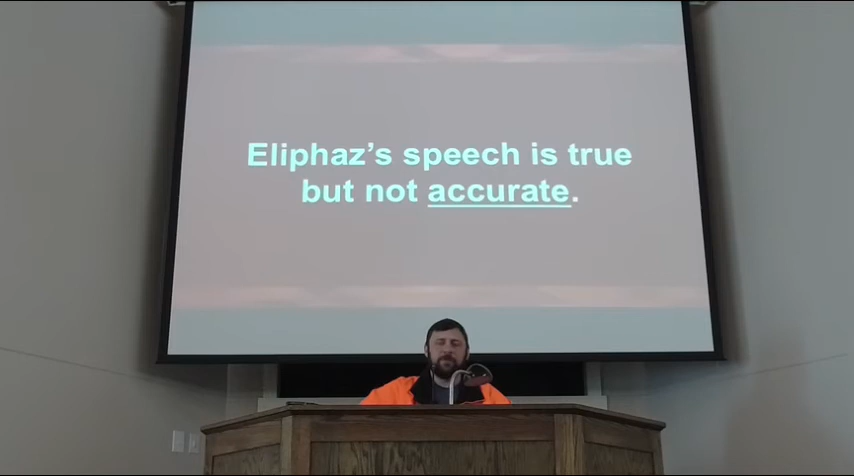 Eliphaz’s speech is true
but not accurate.